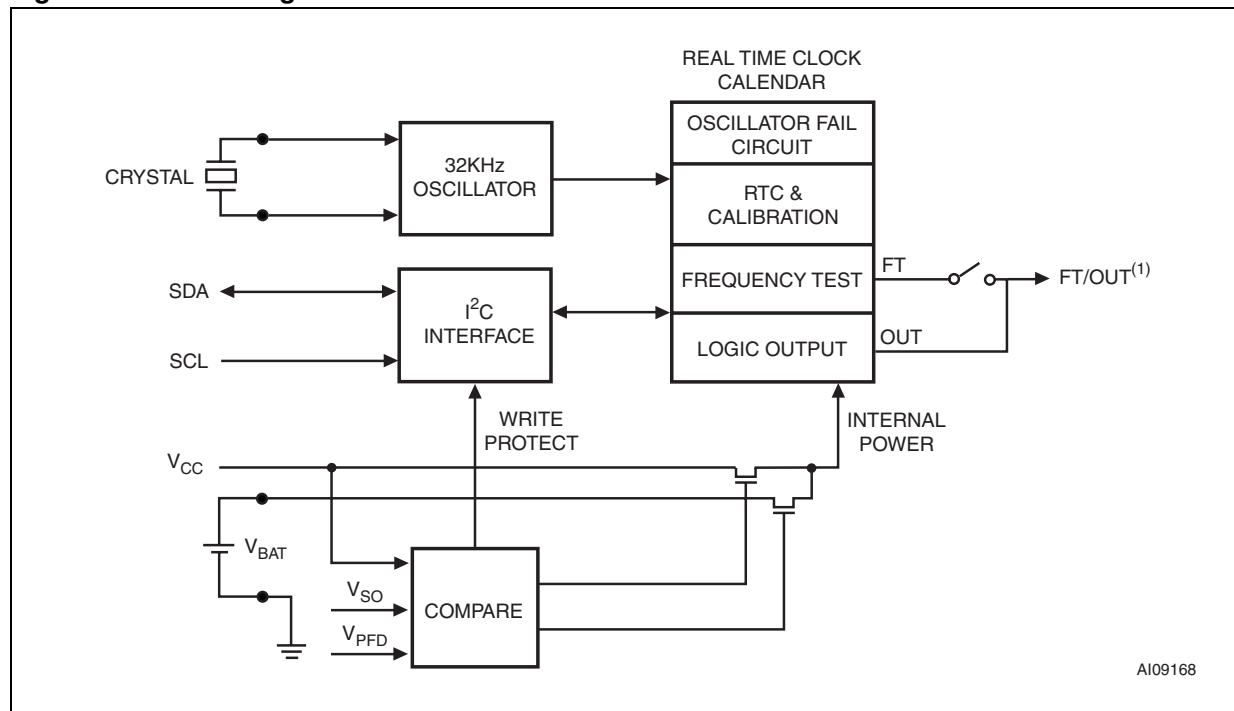 REAL TIME CLOCK
CALENDAR
OSCILLATOR FAIL
CIRCUIT
32KHz
OSCILLATOR
CRYSTAL
RTC &
CALIBRATION
FT
FREQUENCY TEST
FT/OUT(1)
SDA
I2C
INTERFACE
OUT
LOGIC OUTPUT
SCL
WRITE
PROTECT
INTERNAL
POWER
VCC
VBAT
VSO
COMPARE
VPFD
AI09168